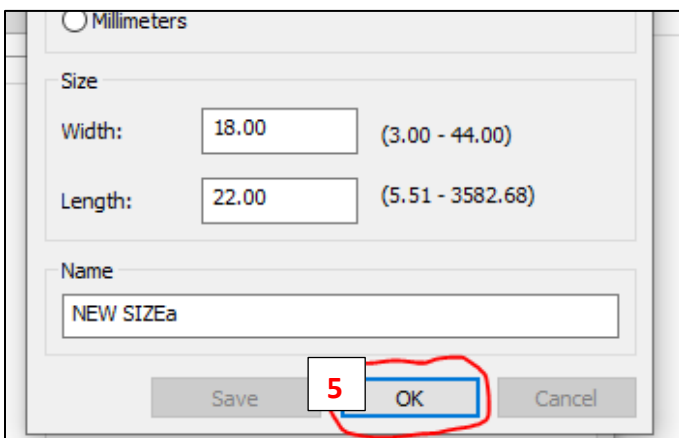 Millimeters
Size
Width: 18.00 (3.00 - 44.00)
Length: 22.00 (5.51 - 3582.68)
Name
NEW SIZEa
Save 5 OK Cancel